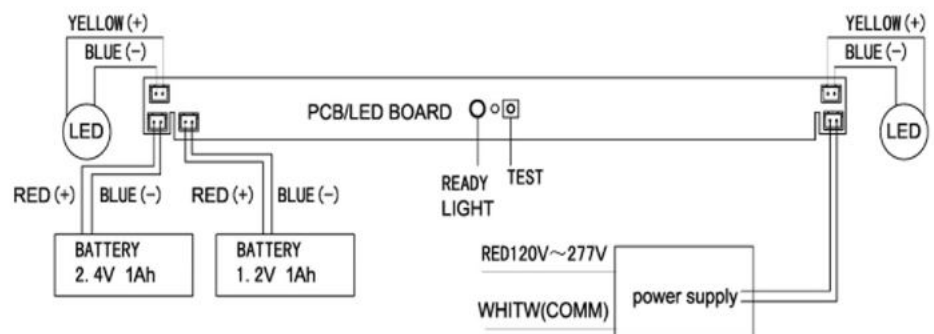 YELLOW(+)
YELLOW(+)
BLUE(-)
BLUE(-)
PCB/LED BOARD
LED
LED
READY
LIGHT
TEST
RED(+)
BLUE(-)
RED(+)
BLUE(-)
BATTERY
2.4V 1Ah
BATTERY
1.2V 1Ah
RED120V~277V
power supply
WHITW(COMM)